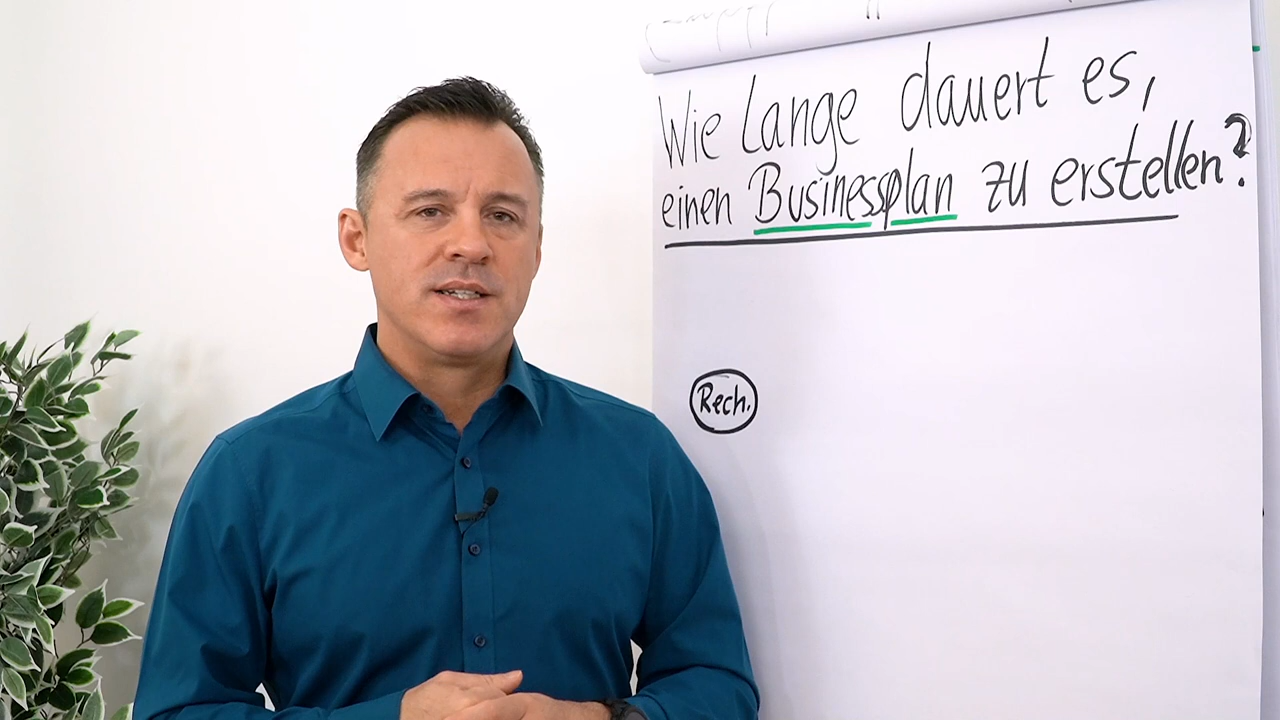 Wie lange dauert es,
einen Businessplan zu erstellen?
Rech.